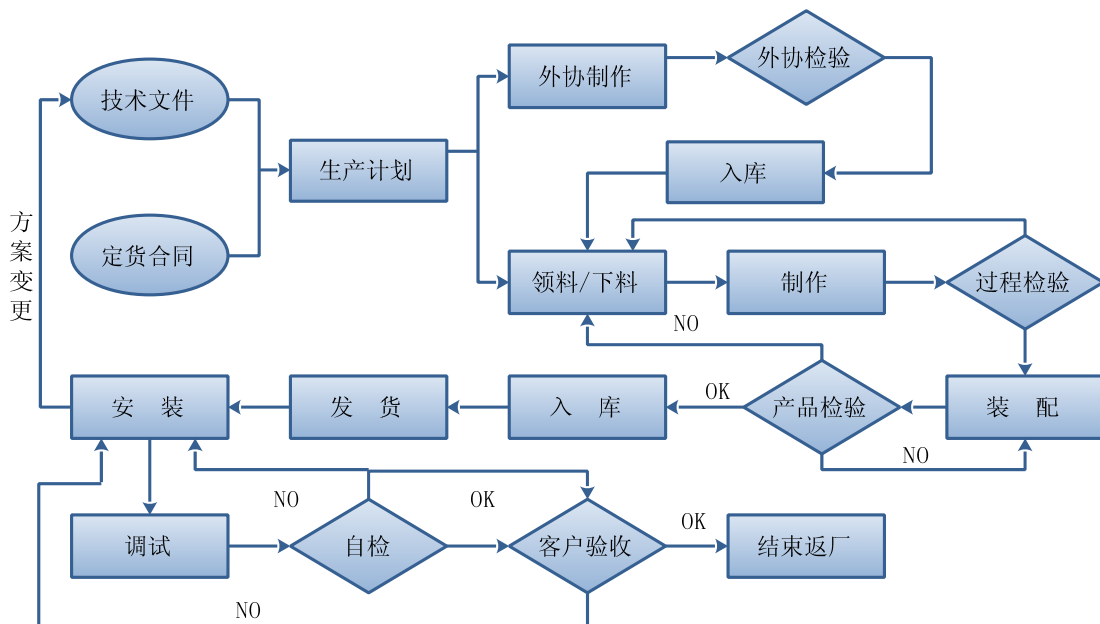 外协检验
外协制作
技术文件
生产计划
入库
定货合同
方案变更
领料/下料
制作
过程检验
NO
安 装
发 货
入 库
OK
产品检验
装 配
NO
NO
OK
OK
调试
自检
客户验收
结束返厂
NO